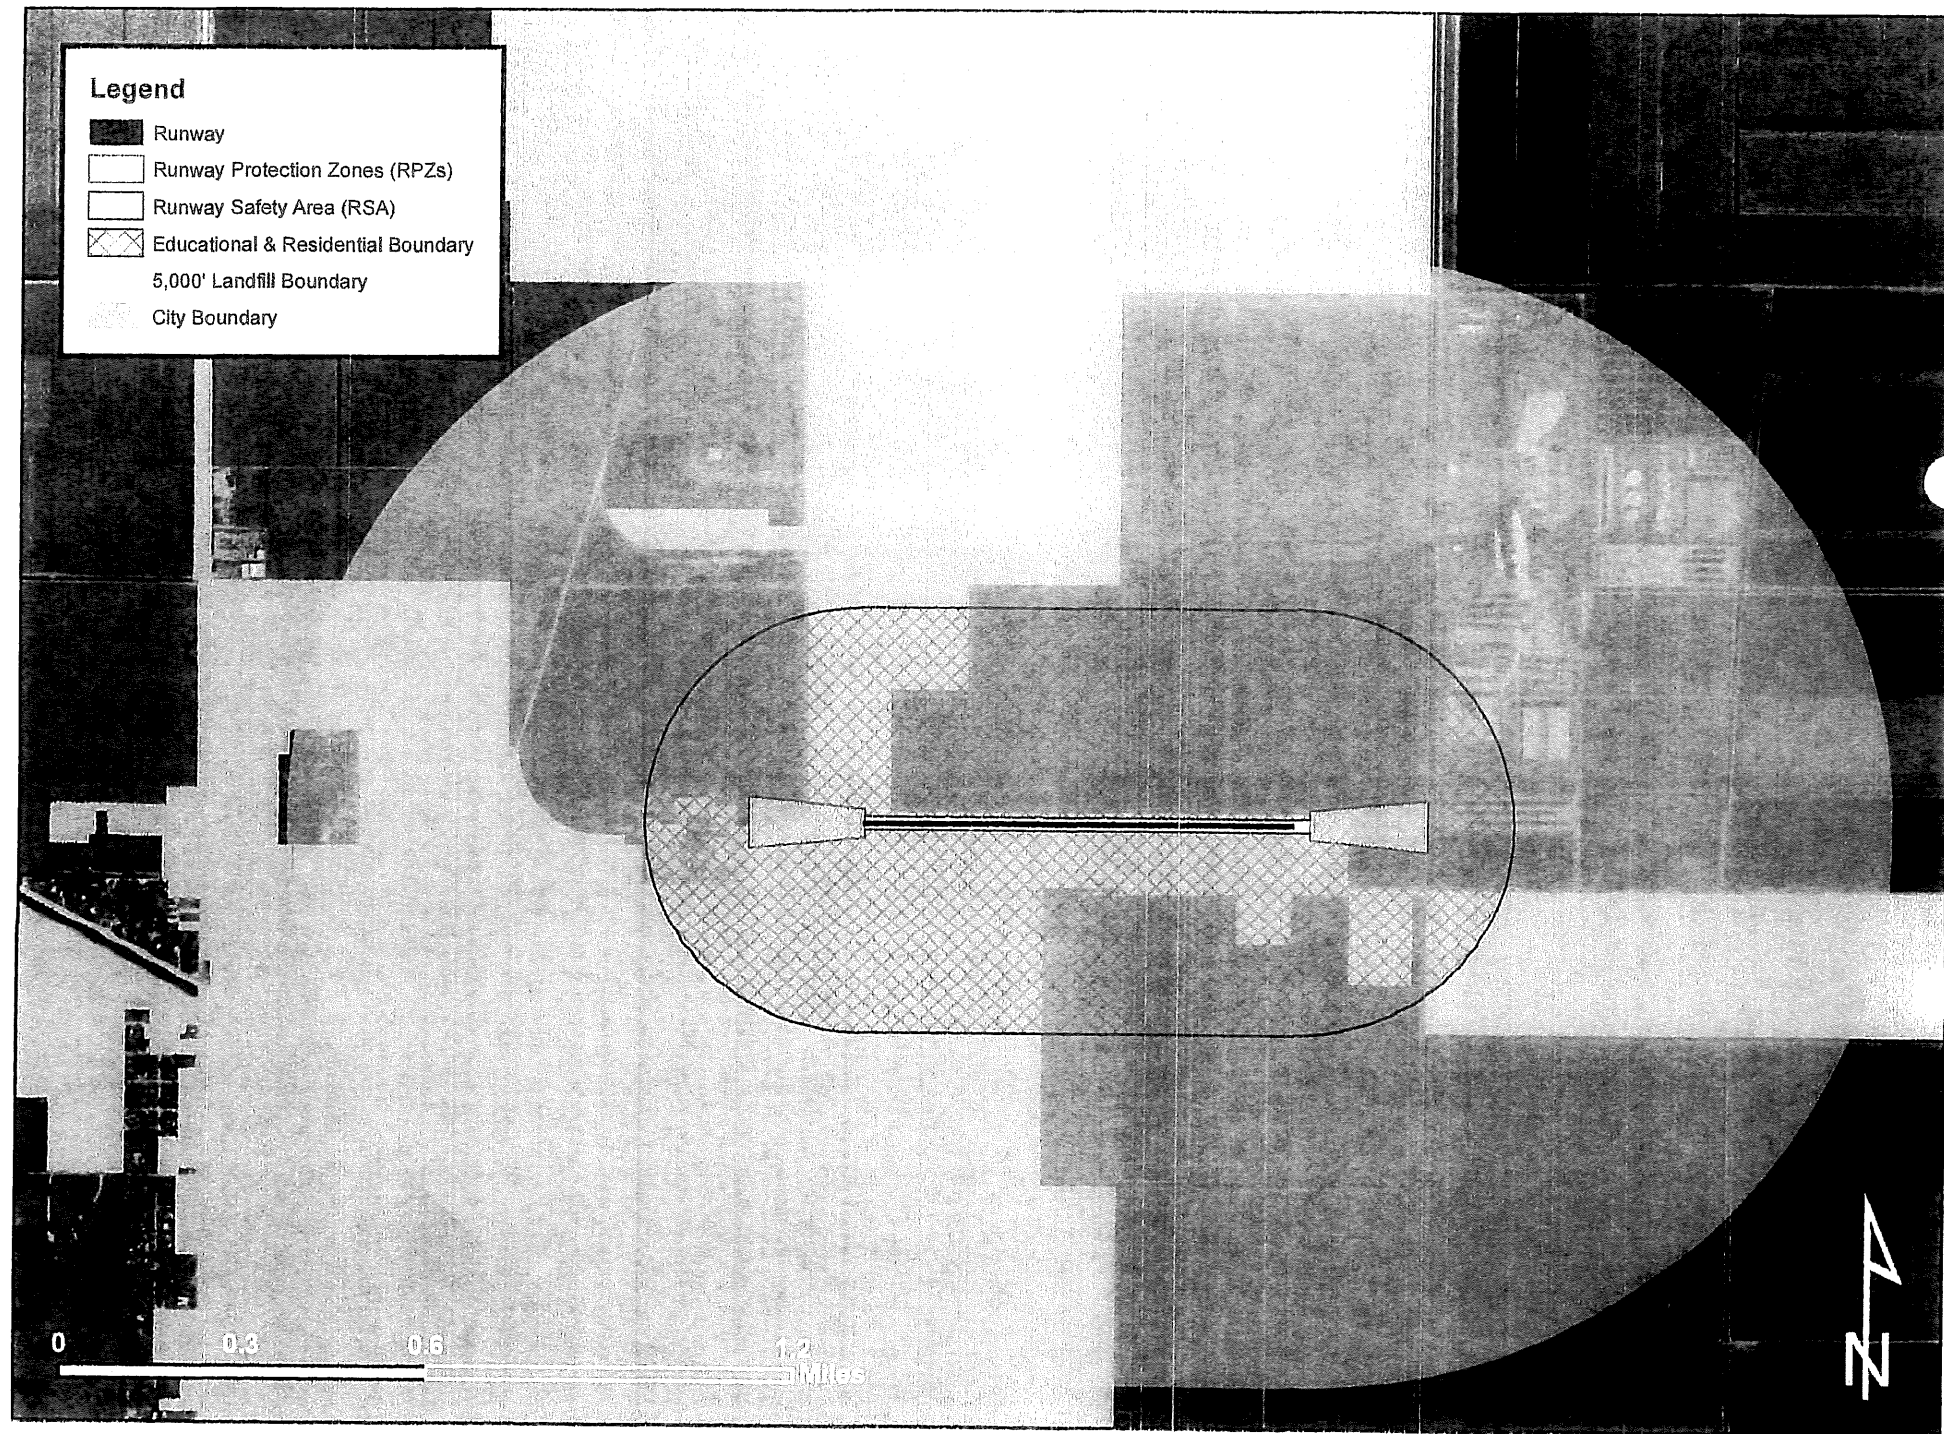 Legend
Runway
Runway Protection Zones (RPZs)
Runway Safety Area (RSA)
Educational & Residential Boundary
5,000' Landfill Boundary
City Boundary
0 0.3 0.6 1.2
Miles
N